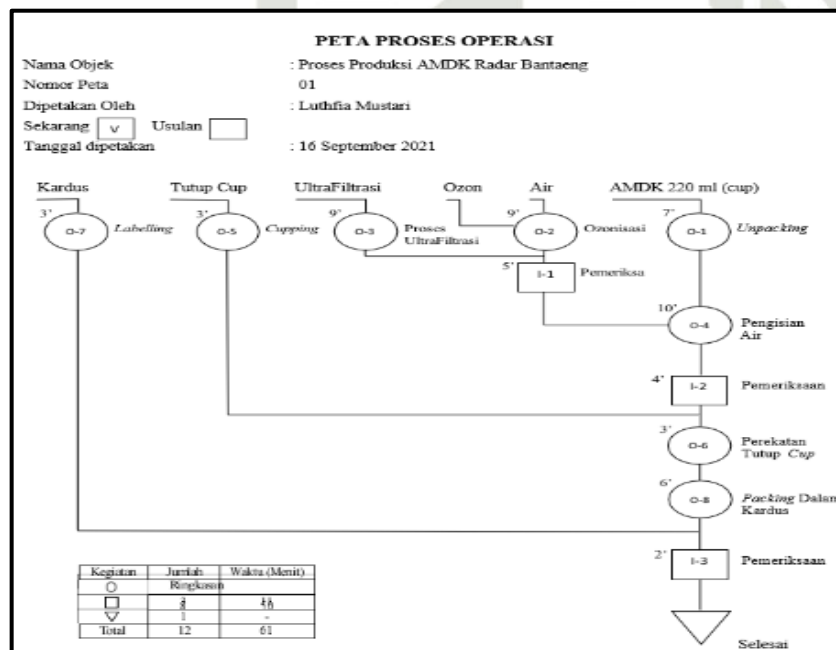 PETA PROSES OPERASI
Nama Objek : Proses Produksi AMDK Radar Bantaeng
Nomor Peta 01
Dipetakan Oleh : Luthfia Mustari
Sekarang v Usulan
Tanggal dipetakan : 16 September 2021
Kardus Tutup Cup UltraFiltrasi Ozon Air AMDK 220 ml (cup)
3' O-7 Labelling 3' O-5 Cupping 9' O-3 Proses UltraFiltrasi 9' O-2 Ozonisasi 7' O-1 Unpacking
5' I-1 Pemeriksa
10' O-4 Pengisian
Air
4' I-2 Pemeriksaan
3' O-6 Perekatan
Tutup Cup
6' O-8 Packing Dalam
Kardus
2' I-3 Pemeriksaan
Selesai
Kegiatan Jumlah Waktu (Menit)
Ringkasan
1 -
Total 12 61